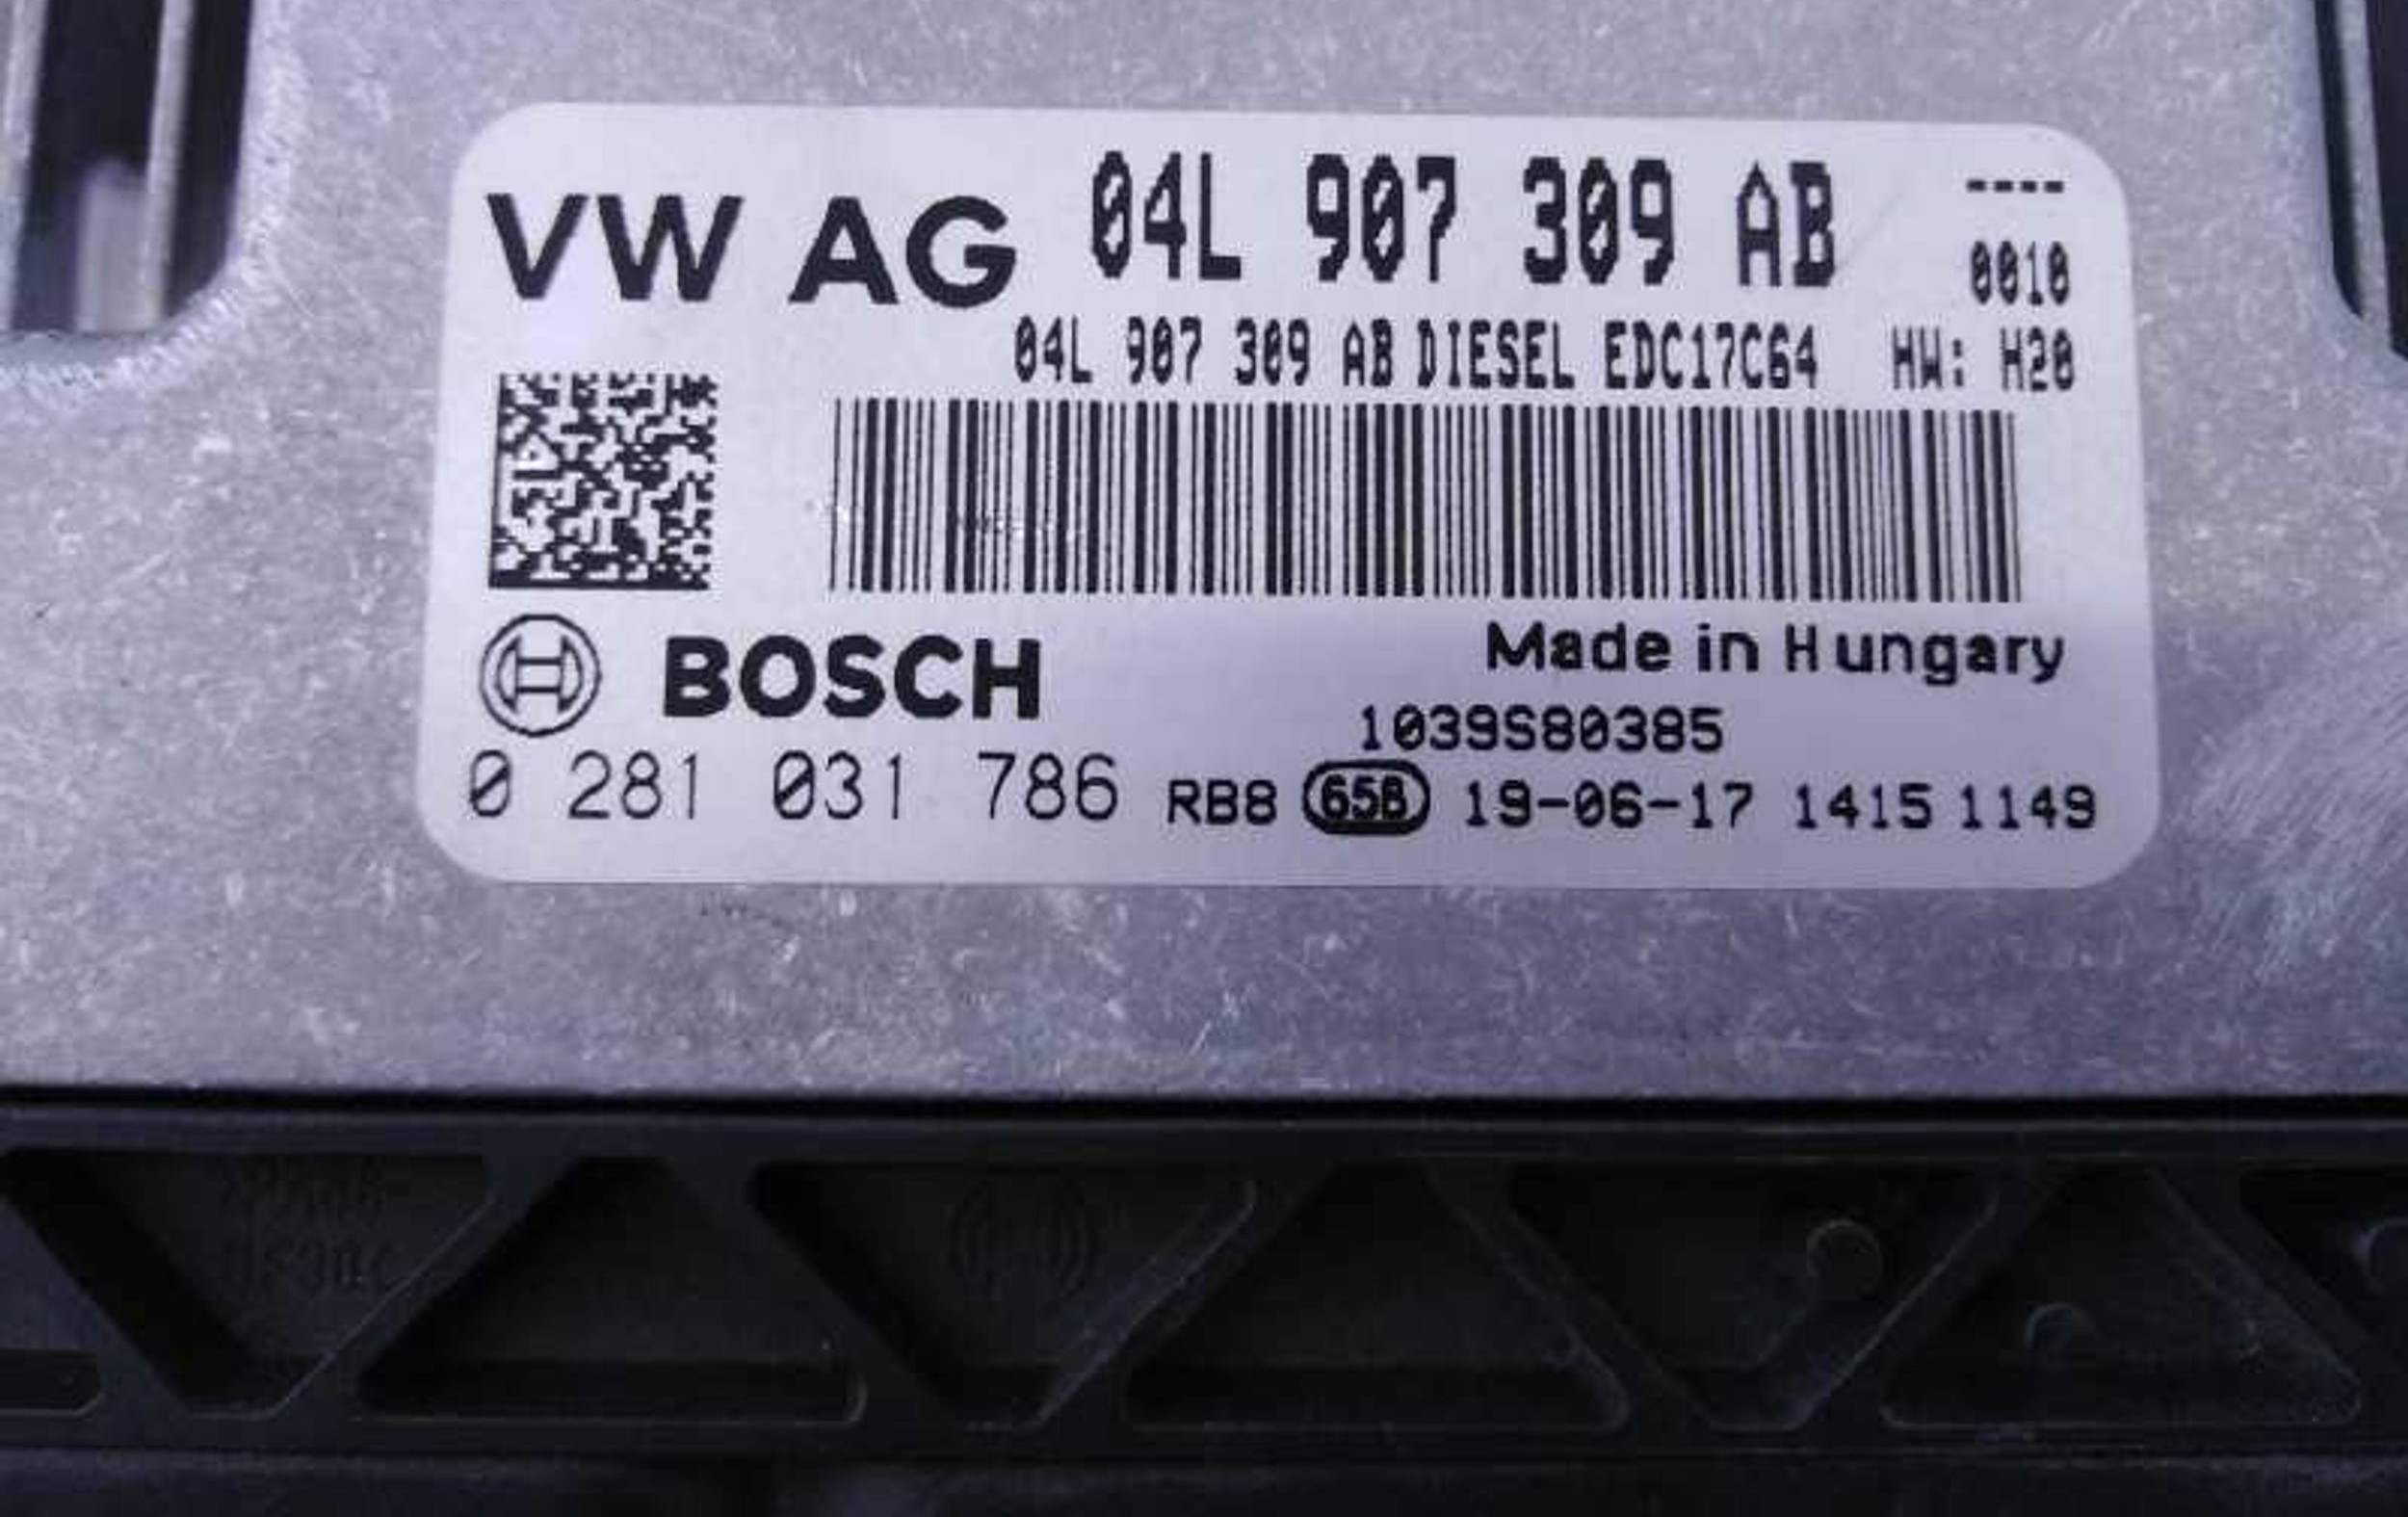 VW AG 04L 907 309 AB ----
0010
04L 907 309 AB DIESEL EDC17C64 HW: H20
Made in Hungary
BOSCH
1039S80385
0 281 031 786 RB8 65B 19-06-17 1415 1149